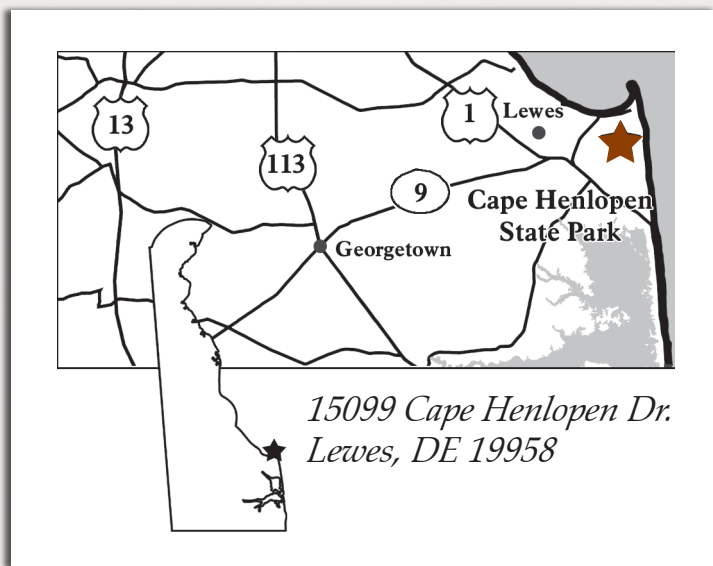 13
113
1
Lewes
9
Cape Henlopen
State Park
Georgetown
15099 Cape Henlopen Dr.
Lewes, DE 19958